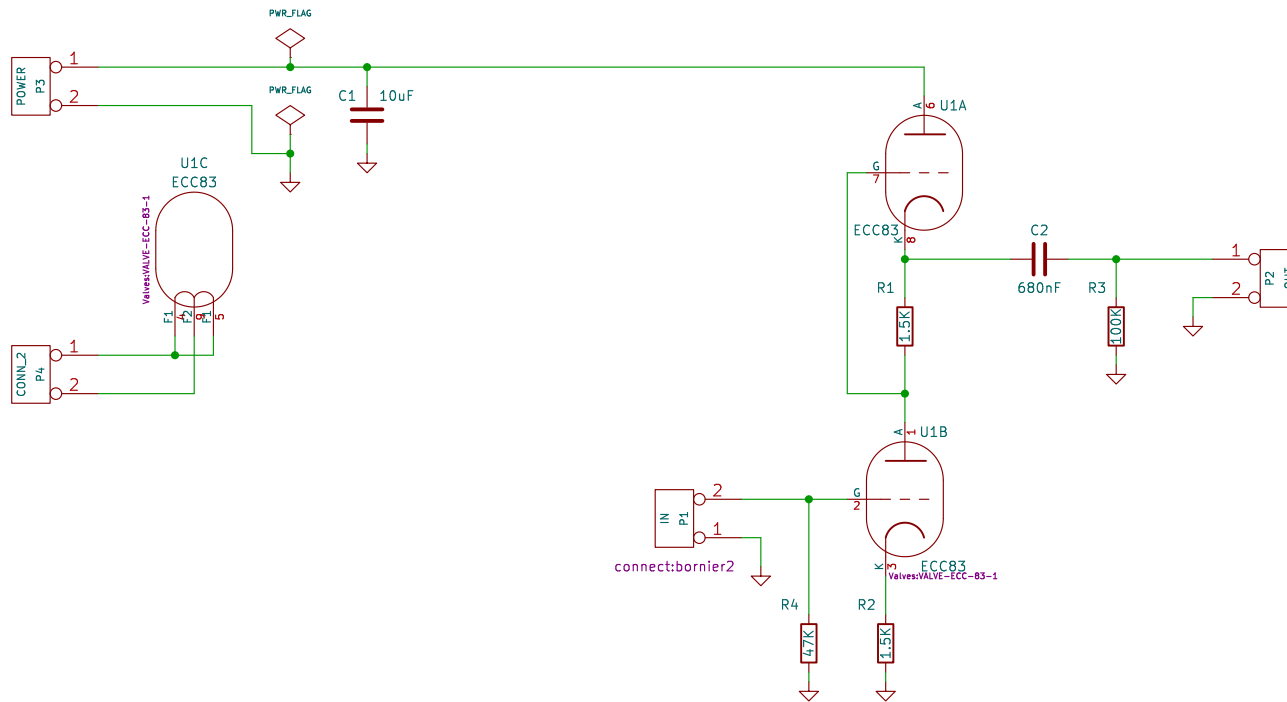 PWR_FLAG
POWER
P3
1
2
PWR_FLAG
C1
10uF
A
6
U1A
G
7
ECC83
K
8
U1C
ECC83
Valves:VALVE-ECC-83-1
F1
4
F2
9
F1
5
C2
680nF
R1
1.5K
R3
100K
1
2
P2
CONN_2
P4
1
2
A
1
U1B
G
2
IN
P1
2
1
connect:bornier2
K
3
ECC83
Valves:VALVE-ECC-83-1
R4
47K
R2
1.5K